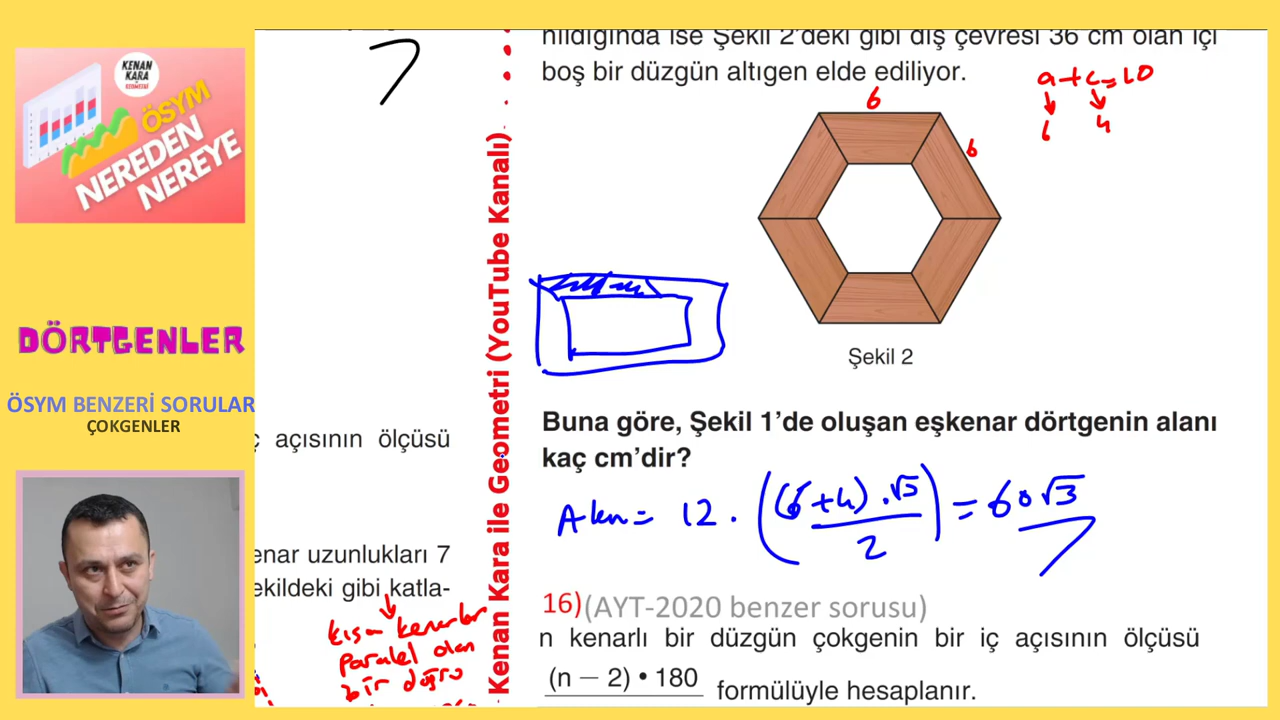 KENAN
KARA
ile
GEOMETRİ
ÖSYM
NEREDEN
NEREYE
DÖRTGENLER
ÖSYM BENZERİ SORULAR
ÇOKGENLER
7
ç açısının ölçüsü
enar uzunlukları 7
ekildeki gibi katla-
kısa kenarlar
paralel olan
bir doğru
Kenan Kara ile Geometri (YouTube Kanalı)
nıldığında ise Şekil 2'deki gibi dış çevresi 36 cm olan içi
boş bir düzgün altıgen elde ediliyor.
a+c=10
6 4
6
6
Şekil 2
Buna göre, Şekil 1'de oluşan eşkenar dörtgenin alanı
kaç cm'dir?
Alan = 12 . ((6+4).√3 / 2) = 60√3
16)(AYT-2020 benzer sorusu)
n kenarlı bir düzgün çokgenin bir iç açısının ölçüsü
(n − 2) • 180
formülüyle hesaplanır.